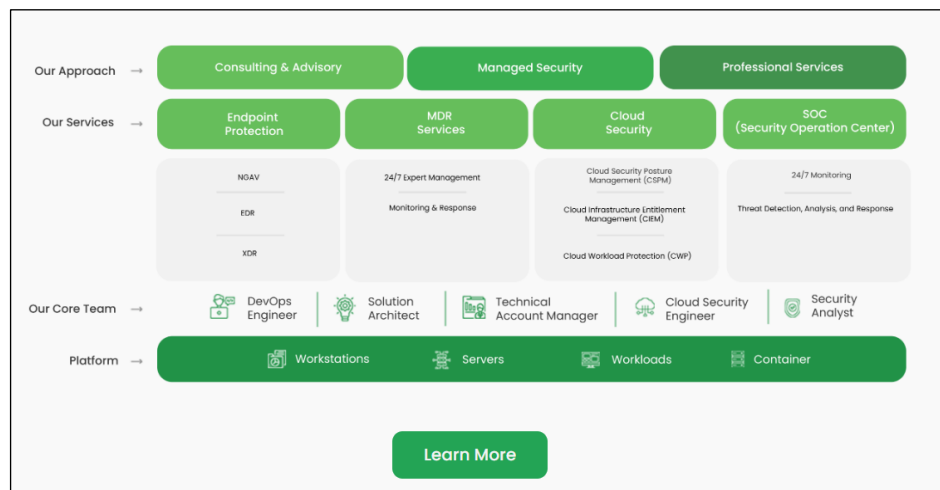 Our Approach →
Consulting & Advisory
Managed Security
Professional Services
Our Services →
Endpoint
Protection
MDR
Services
Cloud
Security
SOC
(Security Operation Center)
NGAV
EDR
XDR
24/7 Expert Management
Monitoring & Response
Cloud Security Posture
Management (CSPM)
Cloud Infrastructure Entitlement
Management (CIEM)
Cloud Workload Protection (CWP)
24/7 Monitoring
Threat Detection, Analysis, and Response
Our Core Team →
DevOps
Engineer
Solution
Architect
Technical
Account Manager
Cloud Security
Engineer
Security
Analyst
Platform →
Workstations
Servers
Workloads
Container
Learn More